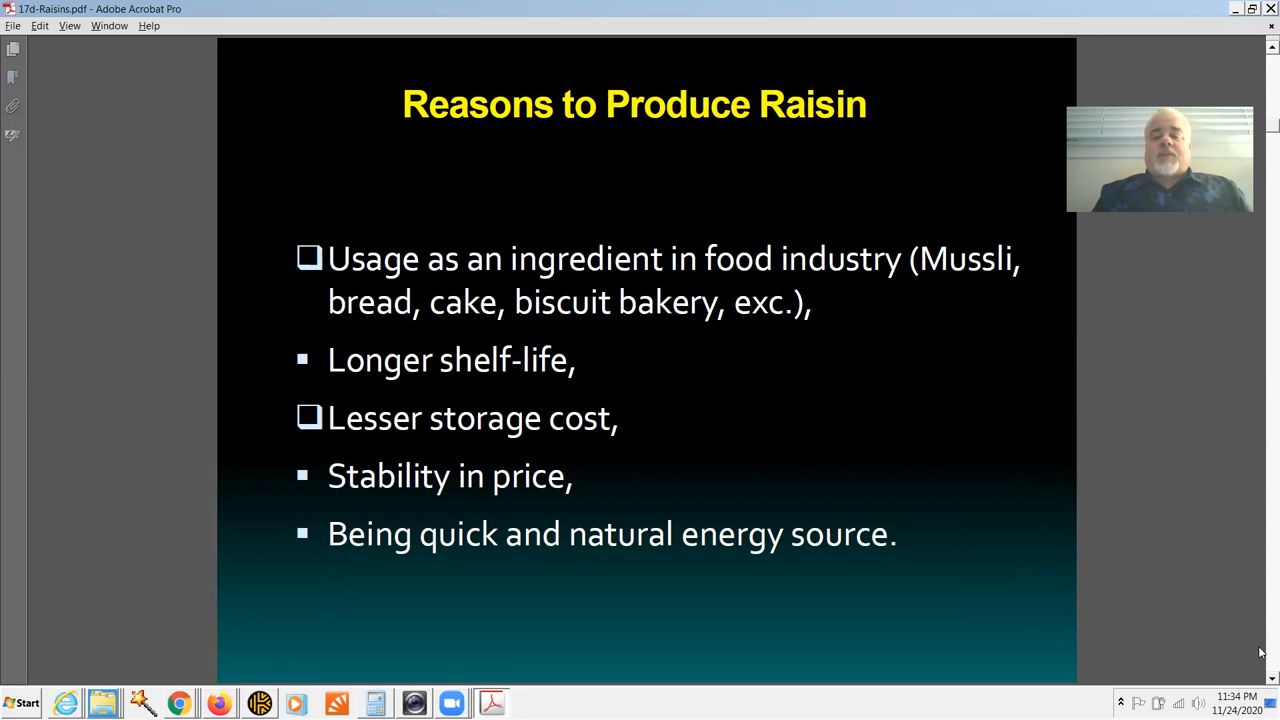 17d-Raisins.pdf - Adobe Acrobat Pro
File Edit View Window Help
Reasons to Produce Raisin
Usage as an ingredient in food industry (Mussli,
bread, cake, biscuit bakery, exc.),
Longer shelf-life,
Lesser storage cost,
Stability in price,
Being quick and natural energy source.
Start
11:34 PM
11/24/2020